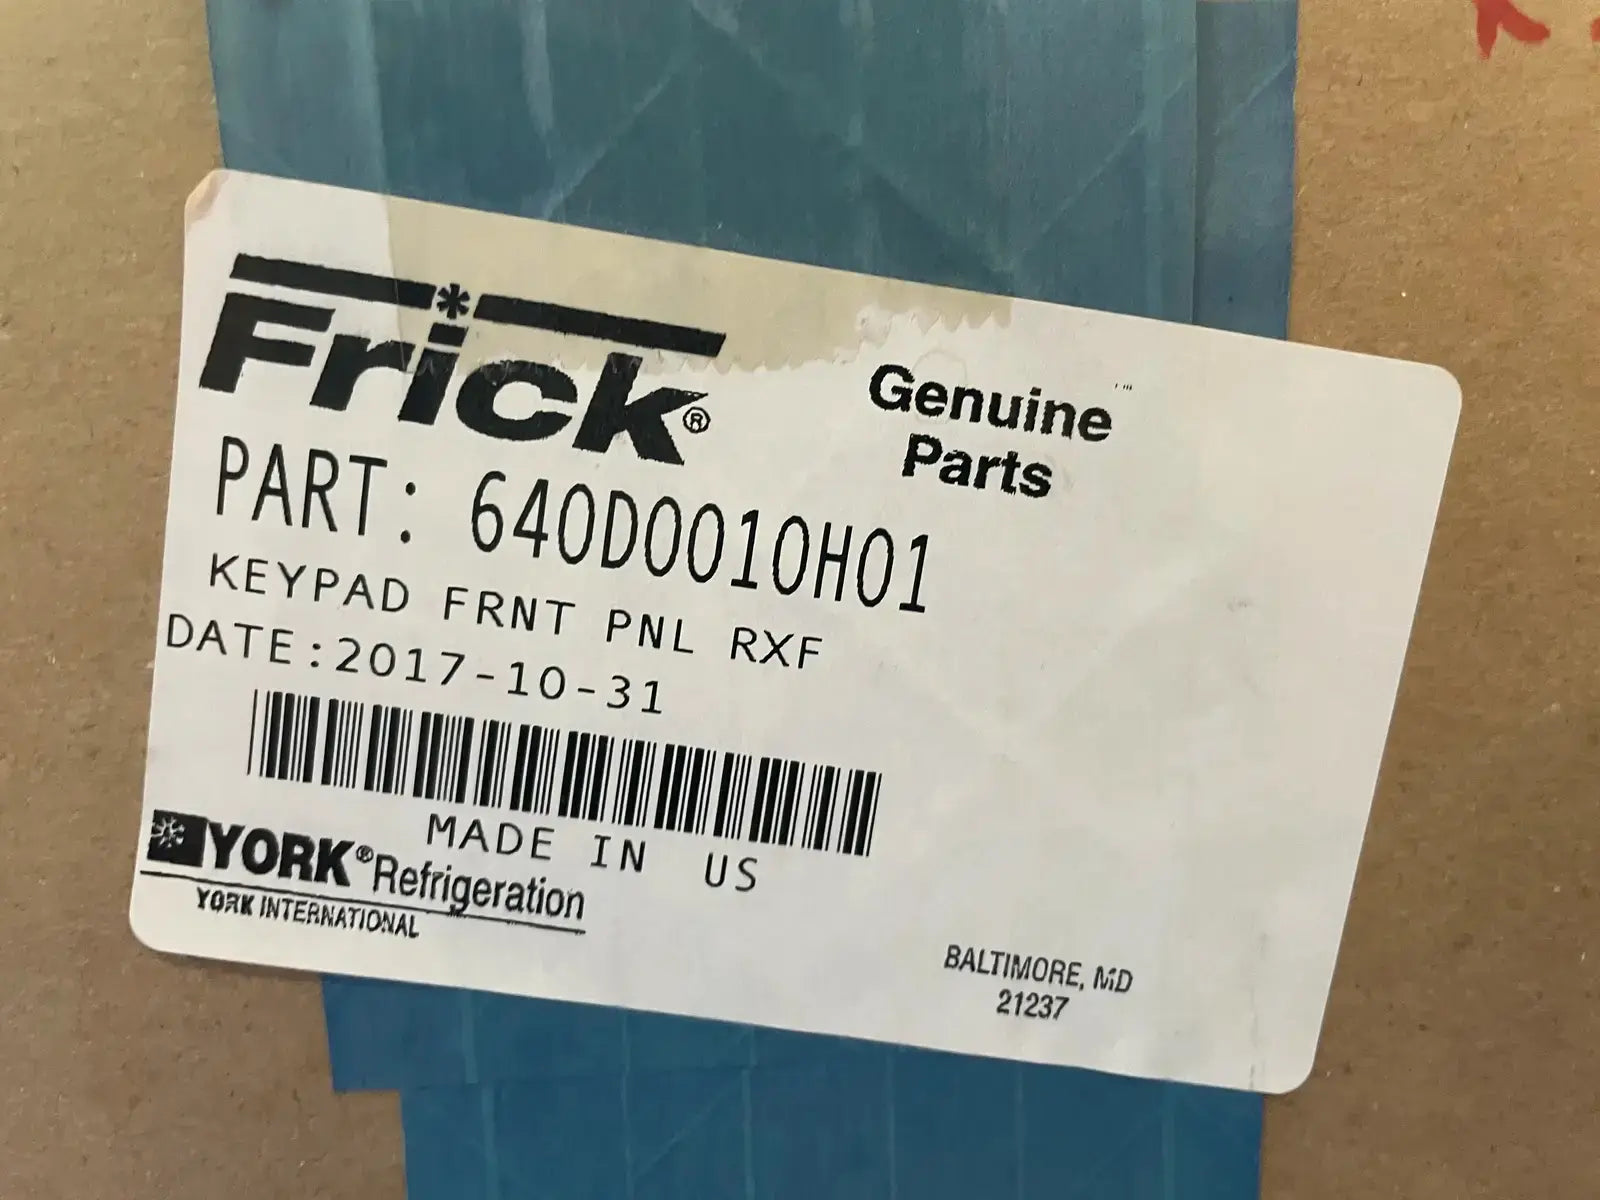 Frick®
Genuine
Parts
PART: 640D0010H01
KEYPAD FRNT PNL RXF
DATE:2017-10-31
MADE IN US
YORK® Refrigeration
YORK INTERNATIONAL
BALTIMORE, MD
21237